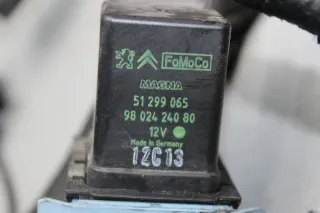 FoMoCo
MAGNA
51 299 065
98 024 240 80
12V
Made in Germany
12C13